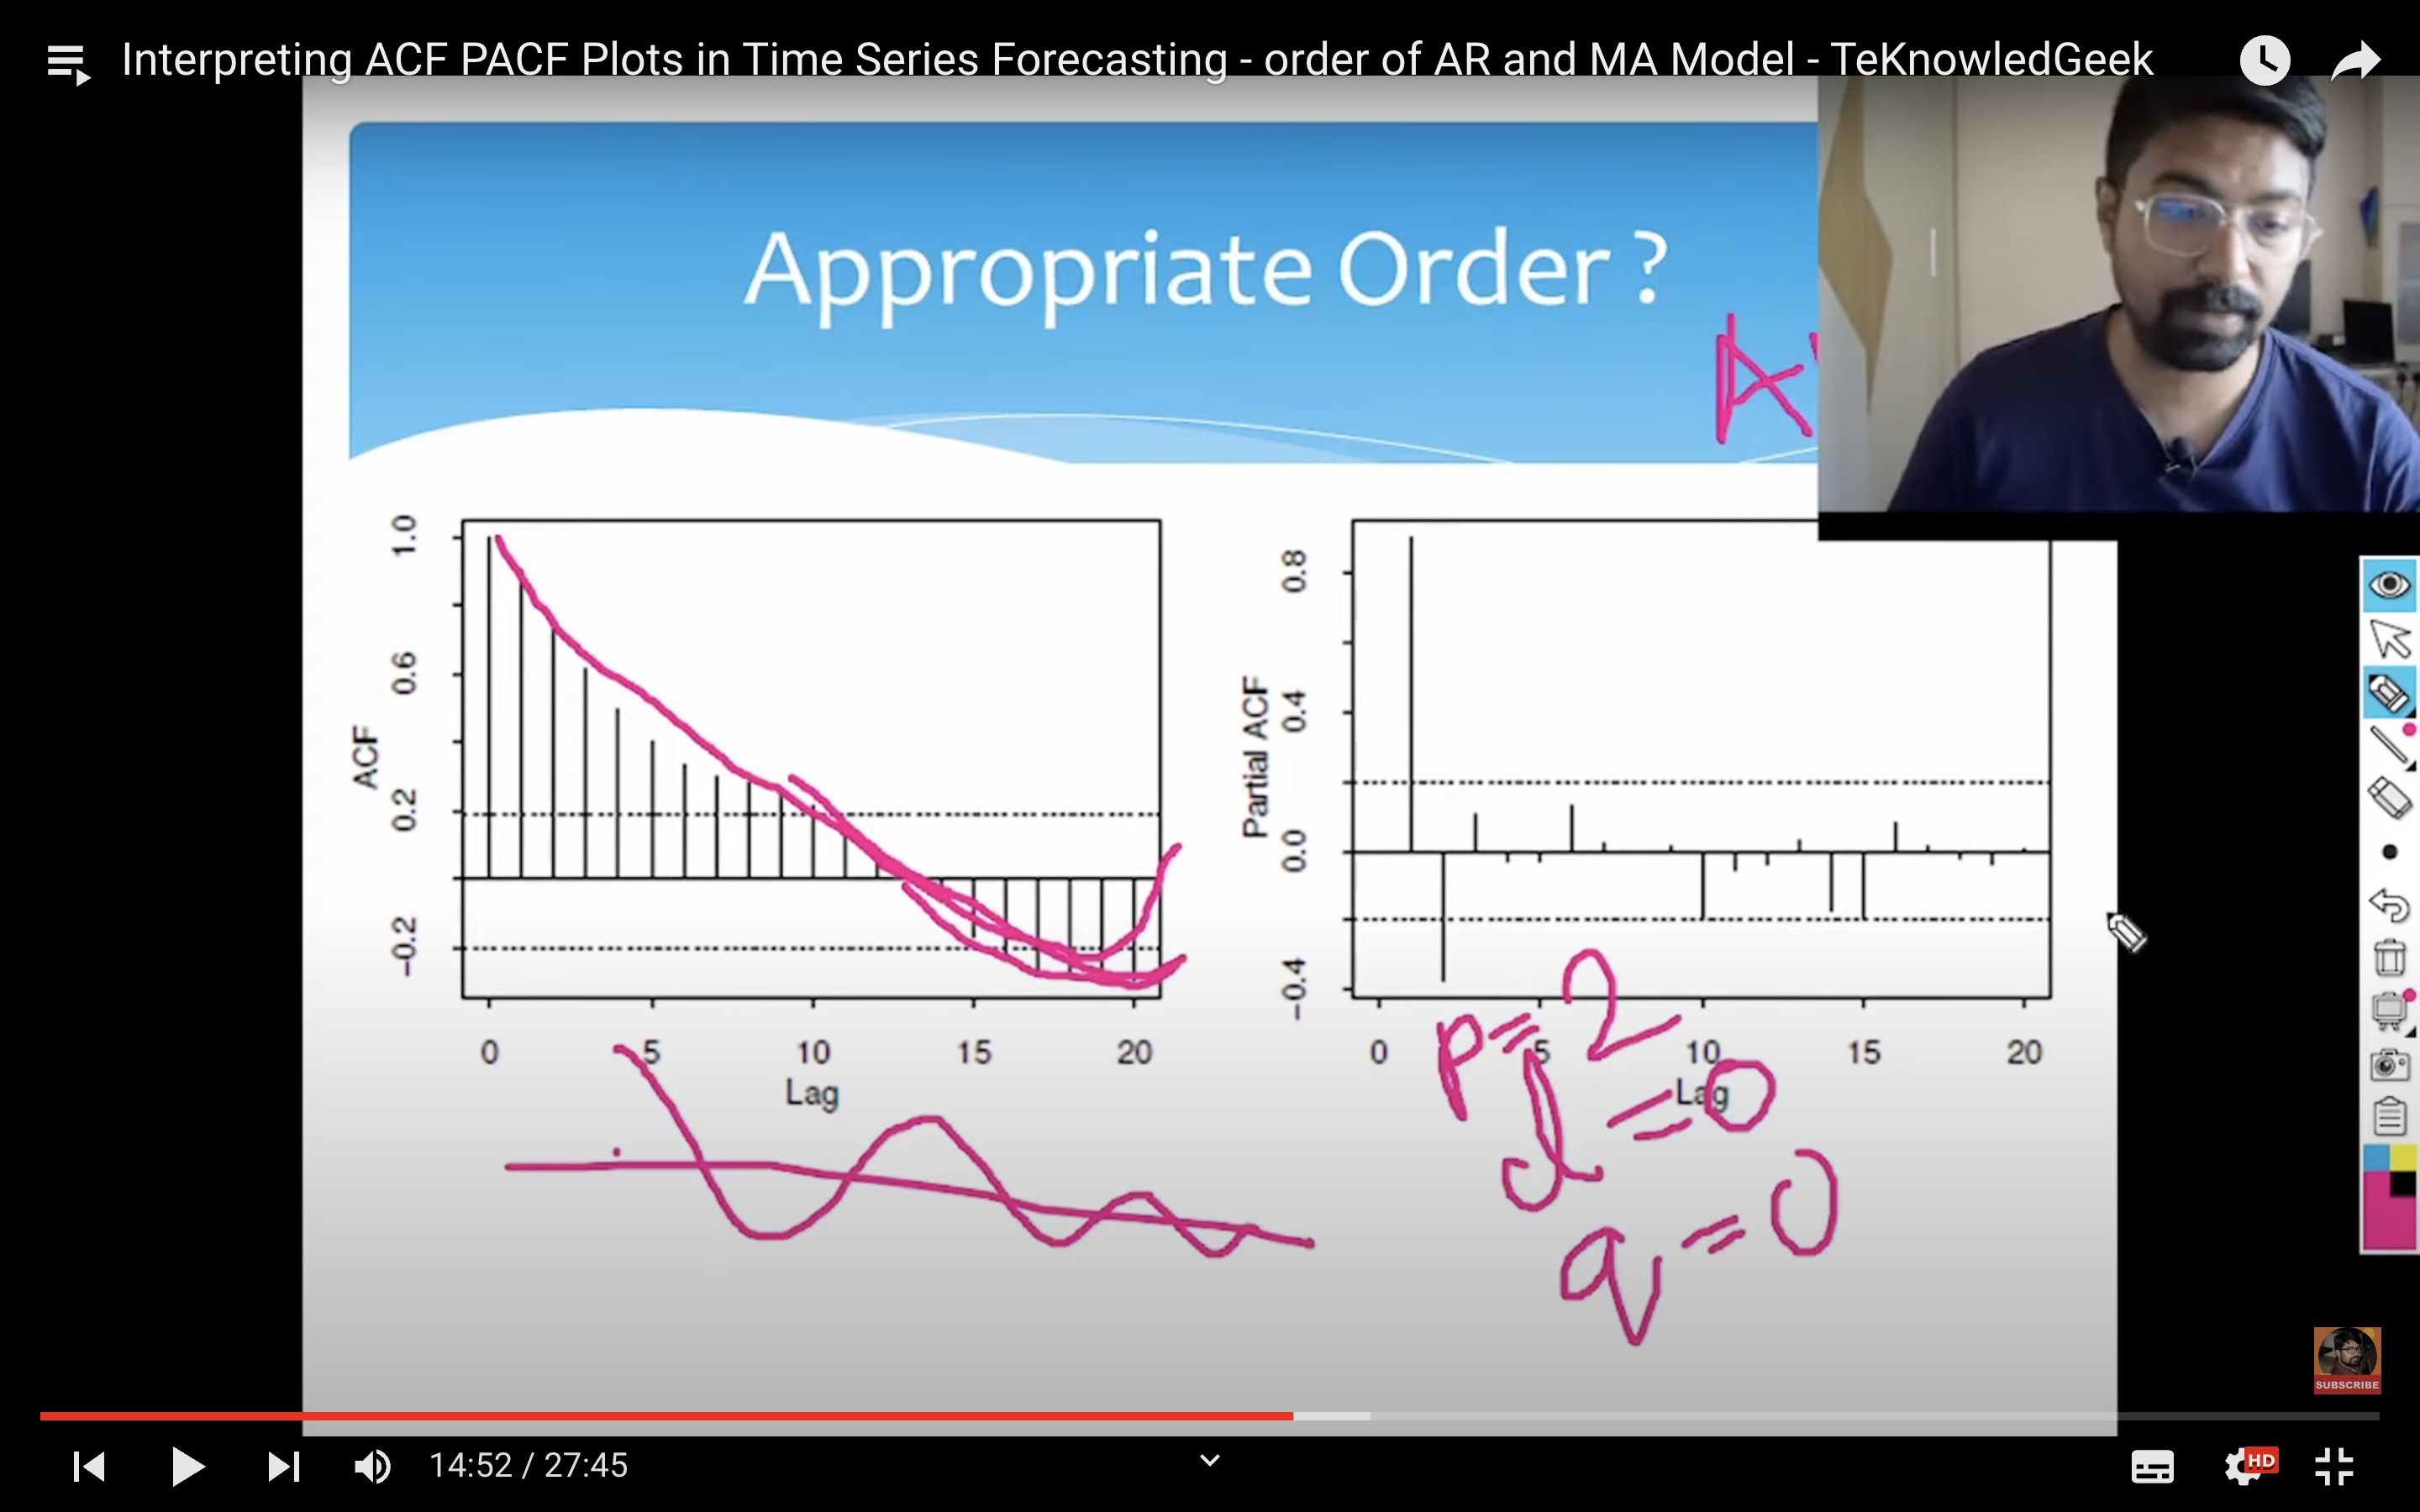 Interpreting ACF PACF Plots in Time Series Forecasting - order of AR and MA Model - TeKnowledGeek
Appropriate Order ?
A
ACF
1.0
0.6
0.2
−0.2
0 5 10 15 20
Lag
Partial ACF
0.8
0.4
0.0
−0.4
0 5 10 15 20
Lag
p=2
d=0
q=0
SUBSCRIBE
14:52 / 27:45
HD